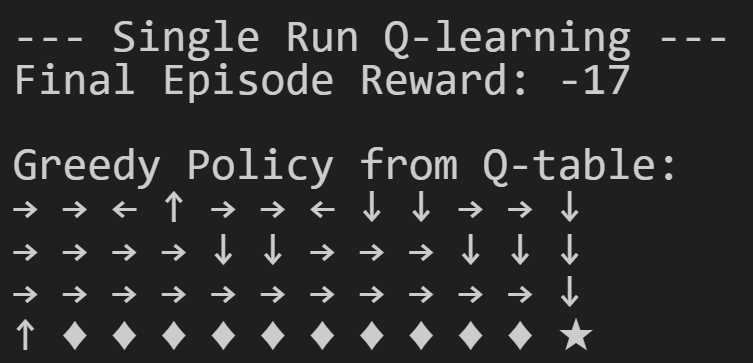 --- Single Run Q-learning ---
Final Episode Reward: -17
Greedy Policy from Q-table:
→ → ← ↑ → → ← ↓ ↓ → → ↓
→ → → → ↓ ↓ → → → ↓ ↓ ↓
→ → → → → → → → → → → ↓
↑ ♦ ♦ ♦ ♦ ♦ ♦ ♦ ♦ ♦ ♦ ★